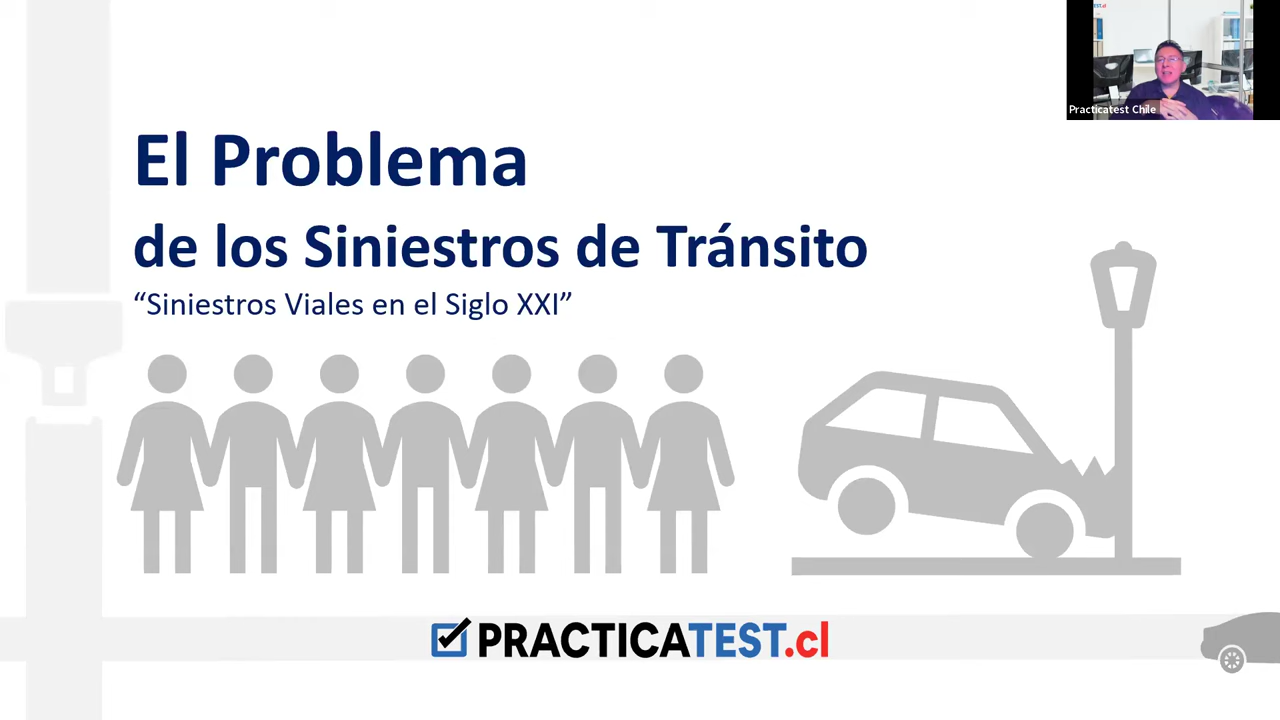 El Problema
de los Siniestros de Tránsito
“Siniestros Viales en el Siglo XXI”
PRACTICATEST.cl
Practicatest Chile